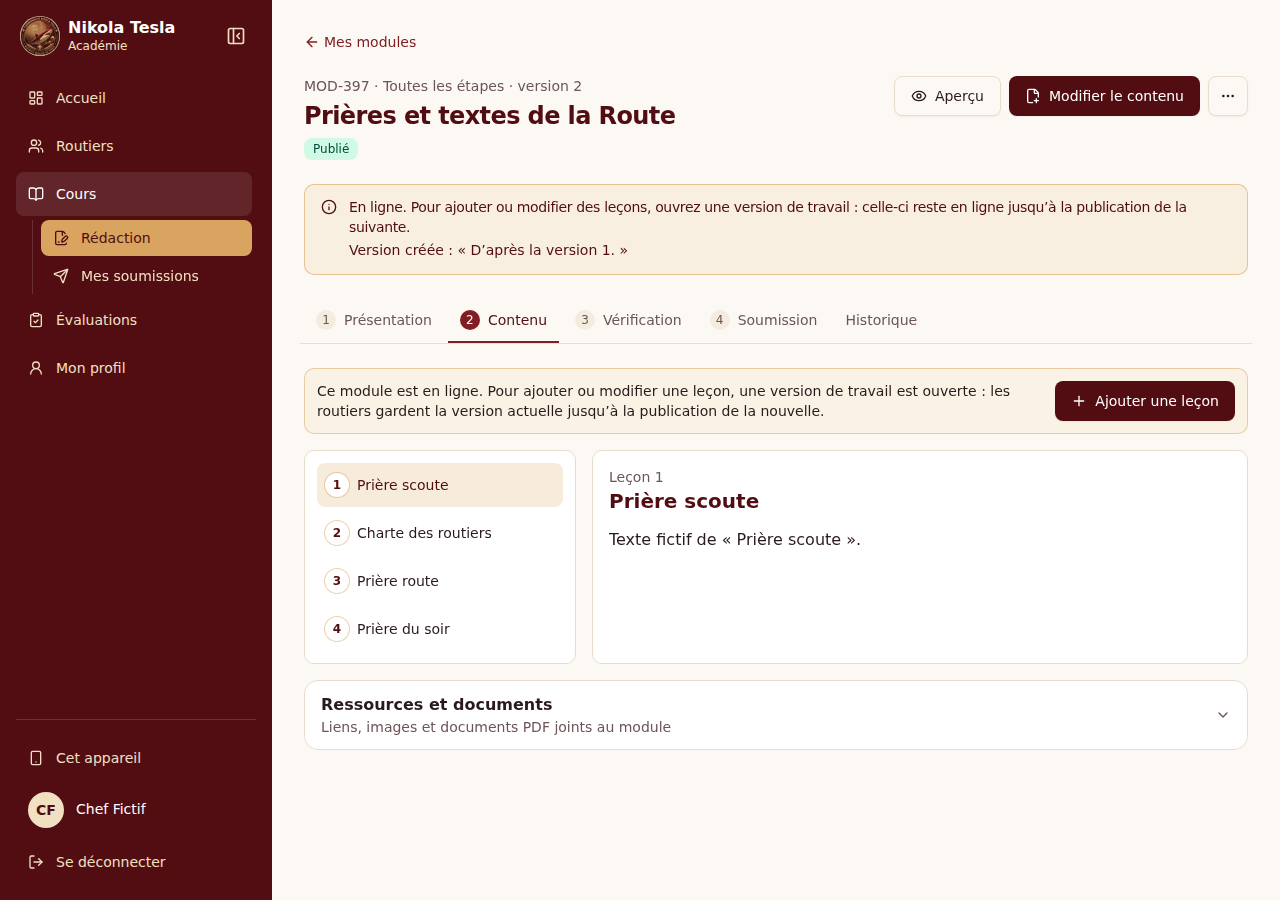 Nikola Tesla
Académie
Accueil
Routiers
Cours
Rédaction
Mes soumissions
Évaluations
Mon profil
Cet appareil
CF
Chef Fictif
Se déconnecter
Mes modules
MOD-397 · Toutes les étapes · version 2
Prières et textes de la Route
Publié
Aperçu
Modifier le contenu
En ligne. Pour ajouter ou modifier des leçons, ouvrez une version de travail : celle-ci reste en ligne jusqu’à la publication de la
suivante.
Version créée : « D’après la version 1. »
1 Présentation
2 Contenu
3 Vérification
4 Soumission
Historique
Ce module est en ligne. Pour ajouter ou modifier une leçon, une version de travail est ouverte : les
routiers gardent la version actuelle jusqu’à la publication de la nouvelle.
Ajouter une leçon
1 Prière scoute
2 Charte des routiers
3 Prière route
4 Prière du soir
Leçon 1
Prière scoute
Texte fictif de « Prière scoute ».
Ressources et documents
Liens, images et documents PDF joints au module